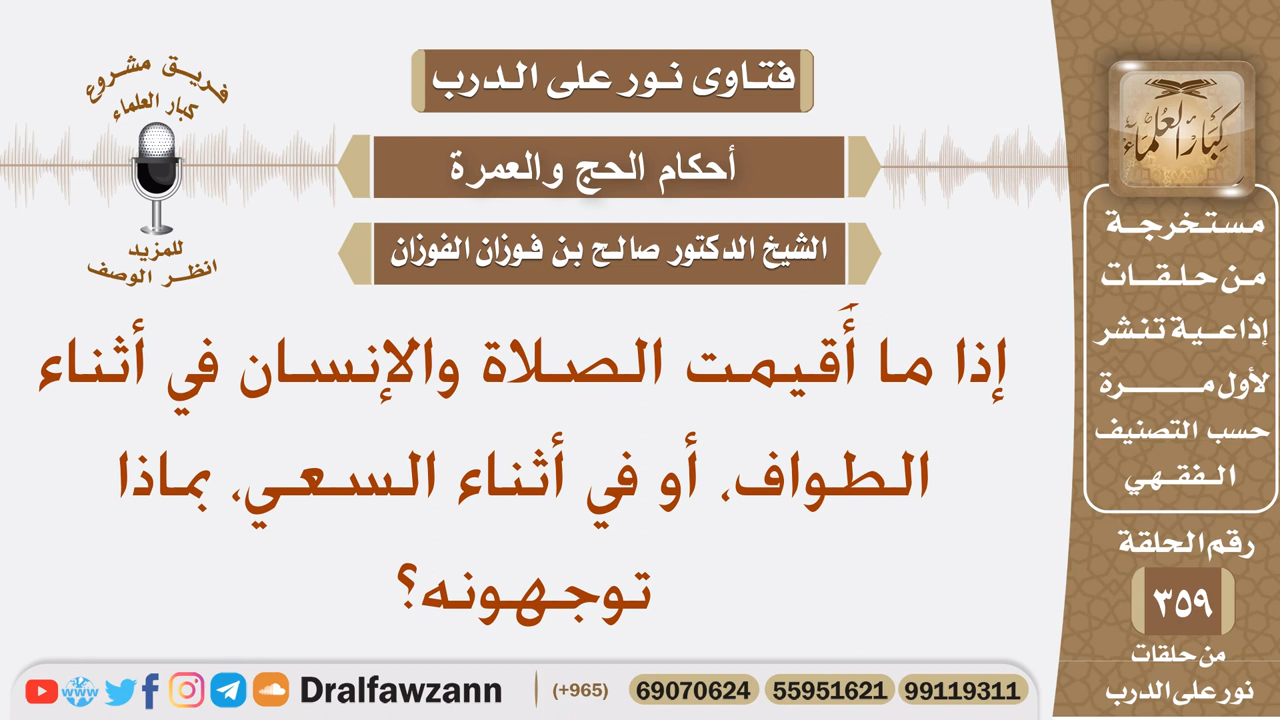 فريق مشروع
كبار العلماء
للمزيد
انظر الوصف
فتاوى نور على الدرب
أحكام الحج والعمرة
الشيخ الدكتور صالح بن فوزان الفوزان
إذا ما أَقيمت الصلاة والإنسان في أثناء
الطواف، أو في أثناء السعي، بماذا
توجهونه؟
كبار العلماء
مستخرجة
من حلقات
إذاعية تنشر
لأول مرة
حسب التصنيف
الفقهي
رقم الحلقة
٣٥٩
من حلقات
نور على الدرب
www
Dralfawzann
(+965)
69070624
55951621
99119311